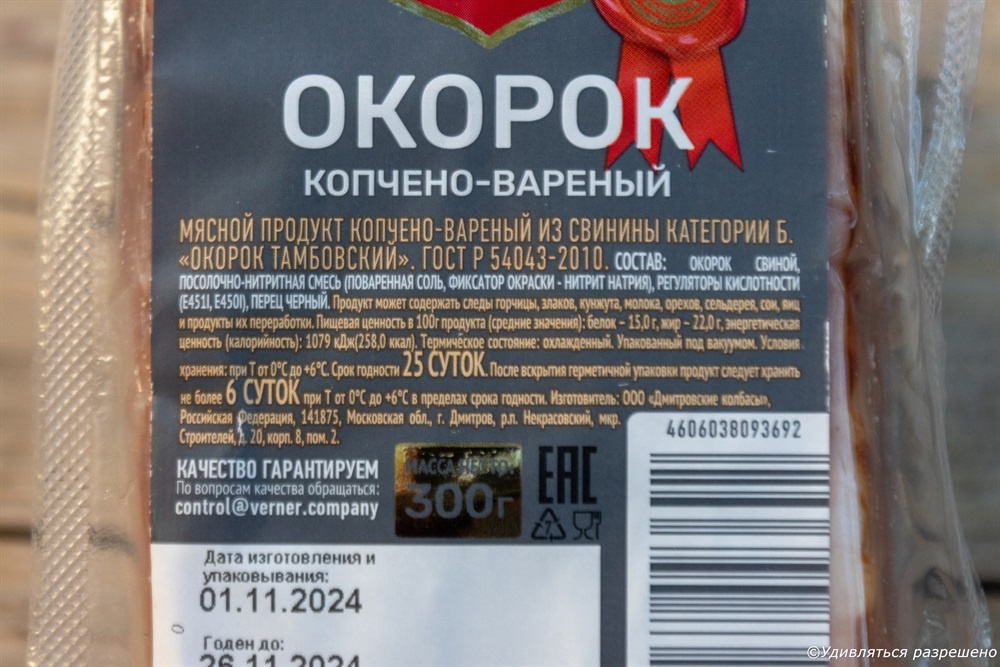 ОКОРОК
КОПЧЕНО-ВАРЕНЫЙ
МЯСНОЙ ПРОДУКТ КОПЧЕНО-ВАРЕНЫЙ ИЗ СВИНИНЫ КАТЕГОРИИ Б.
«ОКОРОК ТАМБОВСКИЙ». ГОСТ Р 54043-2010. СОСТАВ: ОКОРОК СВИНОЙ,
ПОСОЛОЧНО-НИТРИТНАЯ СМЕСЬ (ПОВАРЕННАЯ СОЛЬ, ФИКСАТОР ОКРАСКИ - НИТРИТ НАТРИЯ), РЕГУЛЯТОРЫ КИСЛОТНОСТИ
(Е451I, Е450I), ПЕРЕЦ ЧЕРНЫЙ. Продукт может содержать следы горчицы, злаков, кунжута, молока, орехов, сельдерея, сои, яиц
и продукты их переработки. Пищевая ценность в 100г продукта (средние значения): белок – 15,0 г, жир – 22,0 г, энергетическая
ценность (калорийность): 1079 кДж(258,0 ккал). Термическое состояние: охлажденный. Упакованный под вакуумом. Условия
хранения: при Т от 0°С до +6°С. Срок годности 25 СУТОК. После вскрытия герметичной упаковки продукт следует хранить
не более 6 СУТОК при Т от 0°С до +6°С в пределах срока годности. Изготовитель: ООО «Дмитровские колбасы»,
Российская Федерация, 141875, Московская обл., г. Дмитров, р.п. Некрасовский, мкр.
Строителей, д. 20, корп. 8, пом. 2.
4606038093692
КАЧЕСТВО ГАРАНТИРУЕМ
По вопросам качества обращаться:
control@verner.company
МАССА НЕТТО:
300г
EAC
7
Дата изготовления и
упаковывания:
01.11.2024
Годен до:
26.11.2024
©Удивляться разрешено